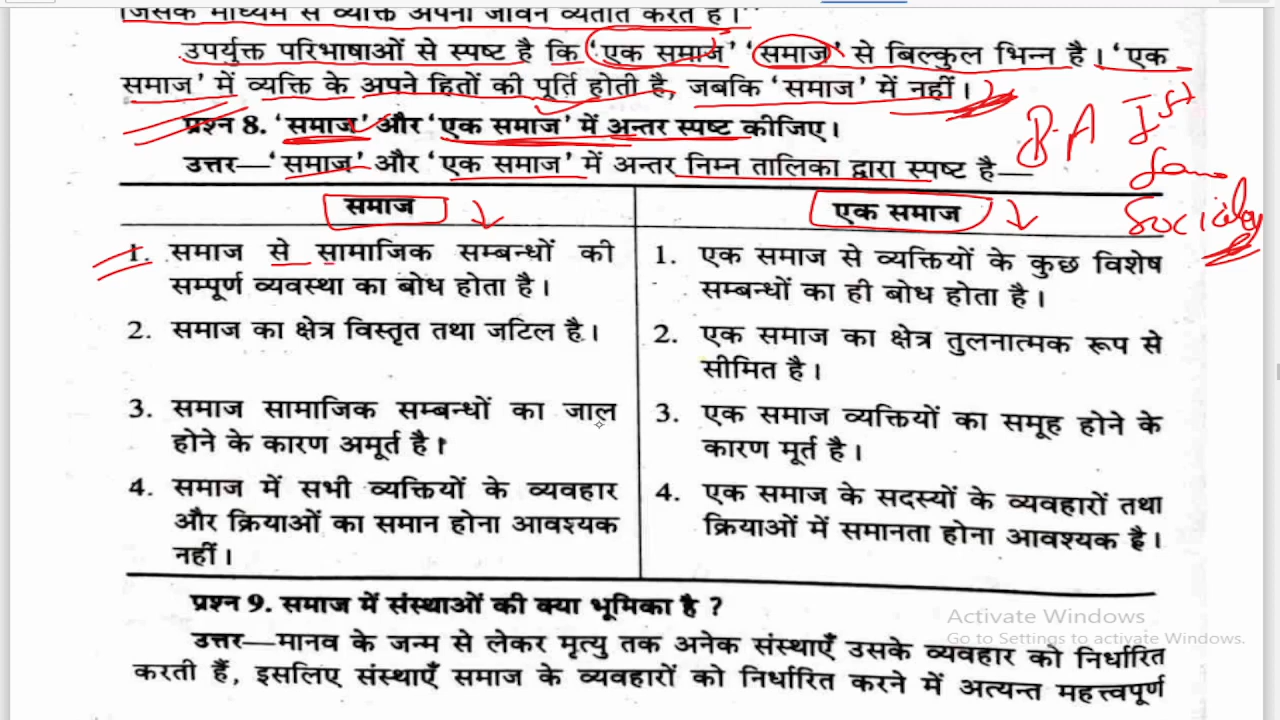 जिसके माध्यम से व्यक्ति अपना जीवन व्यतीत करते हैं।"
उपर्युक्त परिभाषाओं से स्पष्ट है कि 'एक समाज' 'समाज' से बिल्कुल भिन्न है। 'एक
समाज' में व्यक्ति के अपने हितों की पूर्ति होती है, जबकि 'समाज' में नहीं।
प्रश्न 8. 'समाज' और 'एक समाज' में अन्तर स्पष्ट कीजिए।
B.A Ist
उत्तर—'समाज' और 'एक समाज' में अन्तर निम्न तालिका द्वारा स्पष्ट है—
Sociology
समाज
एक समाज
1. समाज से सामाजिक सम्बन्धों की
सम्पूर्ण व्यवस्था का बोध होता है।
1. एक समाज से व्यक्तियों के कुछ विशेष
सम्बन्धों का ही बोध होता है।
2. समाज का क्षेत्र विस्तृत तथा जटिल है।
2. एक समाज का क्षेत्र तुलनात्मक रूप से
सीमित है।
3. समाज सामाजिक सम्बन्धों का जाल
होने के कारण अमूर्त है।
3. एक समाज व्यक्तियों का समूह होने के
कारण मूर्त है।
4. समाज में सभी व्यक्तियों के व्यवहार
और क्रियाओं का समान होना आवश्यक
नहीं।
4. एक समाज के सदस्यों के व्यवहारों तथा
क्रियाओं में समानता होना आवश्यक है।
प्रश्न 9. समाज में संस्थाओं की क्या भूमिका है ?
उत्तर—मानव के जन्म से लेकर मृत्यु तक अनेक संस्थाएँ उसके व्यवहार को निर्धारित
करती हैं, इसलिए संस्थाएँ समाज के व्यवहारों को निर्धारित करने में अत्यन्त महत्त्वपूर्ण
Activate Windows
Go to Settings to activate Windows.